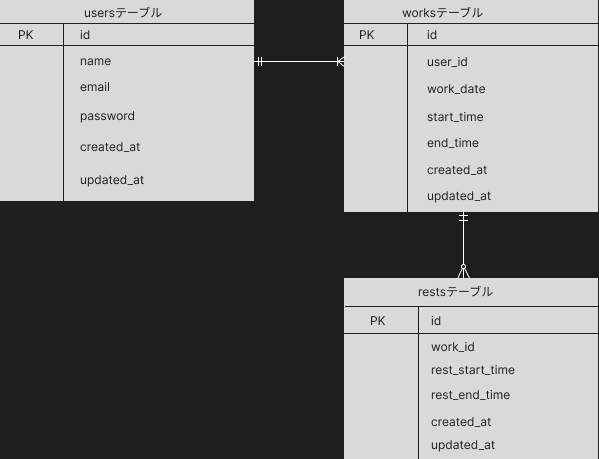 usersテーブル
PK id
name
email
password
created_at
updated_at
worksテーブル
PK id
user_id
work_date
start_time
end_time
created_at
updated_at
restsテーブル
PK id
work_id
rest_start_time
rest_end_time
created_at
updated_at